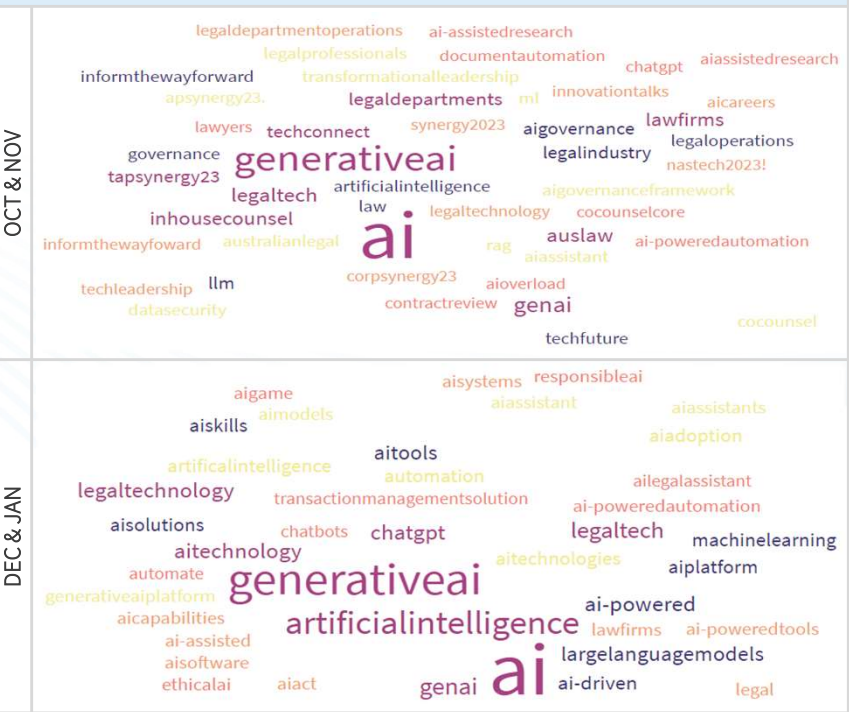 OCT & NOV
legaldepartmentoperations ai-assistedresearch
legalprofessionals documentautomation aiassistedresearch
chatgpt
informthewayforward transformationalleadership
apsynergy23. legaldepartments ml innovationtalks aicareers
lawyers techconnect synergy2023 aigovernance lawfirms
legaloperations
governance generativeai legalindustry nastech2023!
tapsynergy23 legaltech artificialintelligence aigovernanceframework
inhousecounsel law legaltechnology cocounselcore
informthewayfoward australianlegal ai rag auslaw ai-poweredautomation
aiassistant
techleadership llm corpsynergy23 aioverload
datasecurity contractreview genai
cocounsel
techfuture
DEC & JAN
aisystems responsibleai
aigame aimodels aiassistant aiassistants
aiskills aiadoption
aitools
artificalintelligence automation ailegalassistant
legaltechnology transactionmanagementsolution ai-poweredautomation
aisolutions chatbots chatgpt legaltech machinelearning
aitechnology aitechnologies aiplatform
automate generativeai
generativeaiplatform ai-powered
aicapabilities artificialintelligence lawfirms ai-poweredtools
ai-assisted
aisoftware largelanguagemodels
ethicalai aiact genai ai ai-driven legal